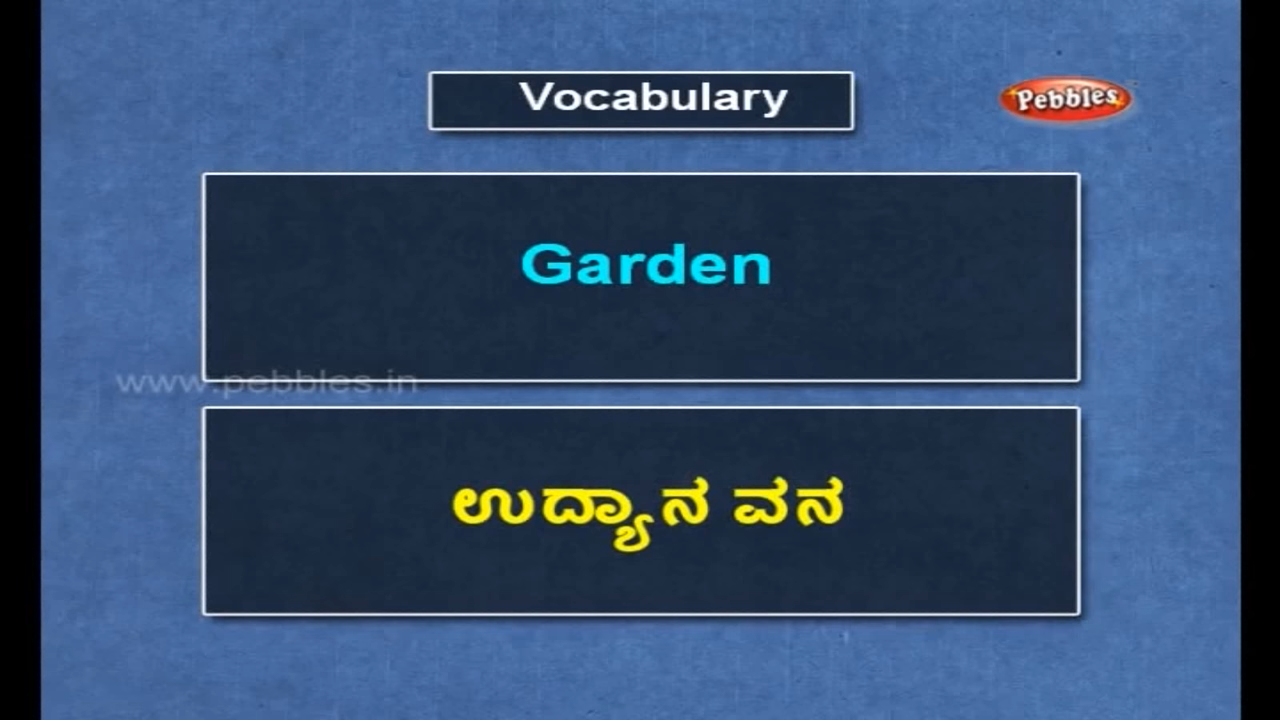 Vocabulary
Pebbles
Garden
www.pebbles.in
ಉದ್ಯಾನ ವನ